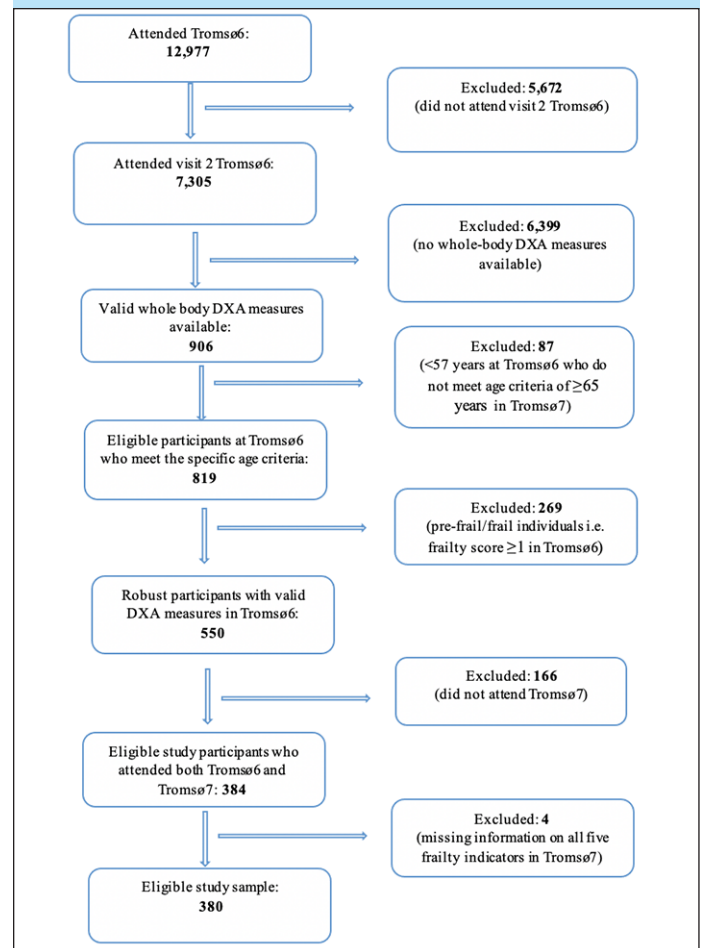 Attended Tromsø6:
12,977
Excluded: 5,672
(did not attend visit 2 Tromsø6)
Attended visit 2 Tromsø6:
7,305
Excluded: 6,399
(no whole-body DXA measures
available)
Valid whole body DXA measures
available:
906
Excluded: 87
(<57 years at Tromsø6 who do
not meet age criteria of ≥65
years in Tromsø7)
Eligible participants at Tromsø6
who meet the specific age criteria:
819
Excluded: 269
(pre-frail/frail individuals i.e.
frailty score ≥1 in Tromsø6)
Robust participants with valid
DXA measures in Tromsø6:
550
Excluded: 166
(did not attend Tromsø7)
Eligible study participants who
attended both Tromsø6 and
Tromsø7: 384
Excluded: 4
(missing information on all five
frailty indicators in Tromsø7)
Eligible study sample:
380